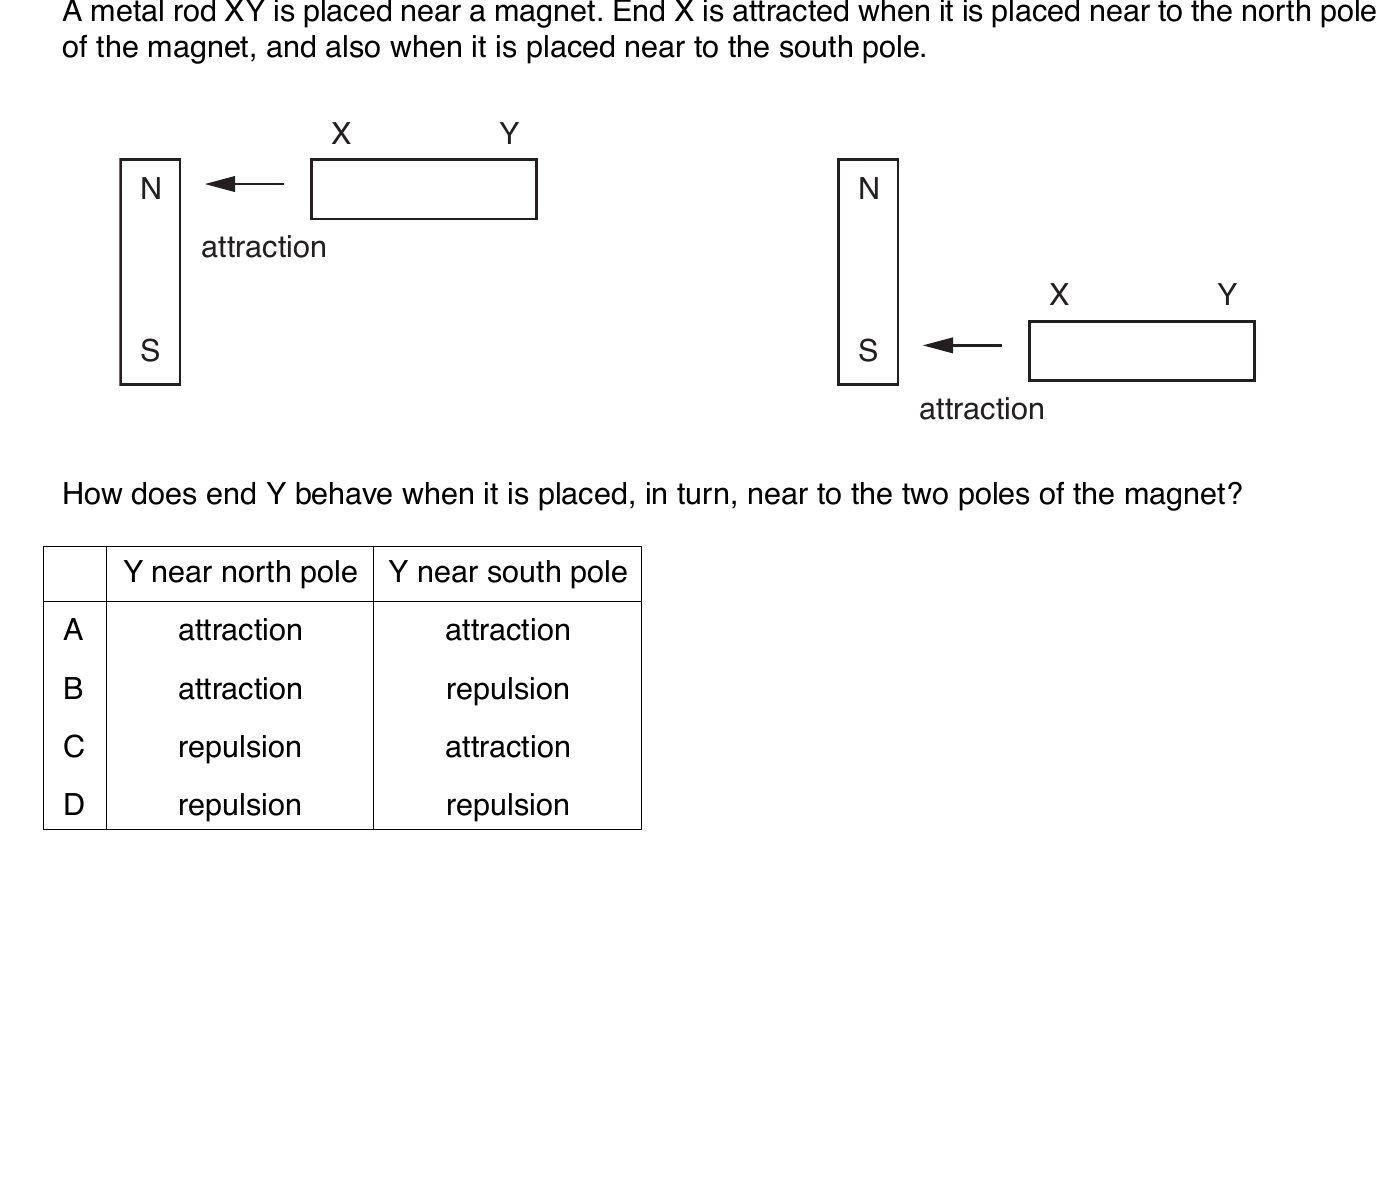 A metal rod XY is placed near a magnet. End X is attracted when it is placed near to the north pole
of the magnet, and also when it is placed near to the south pole.
X Y
N
attraction
S
N
X Y
S
attraction
How does end Y behave when it is placed, in turn, near to the two poles of the magnet?
Y near north pole Y near south pole
A attraction attraction
B attraction repulsion
C repulsion attraction
D repulsion repulsion